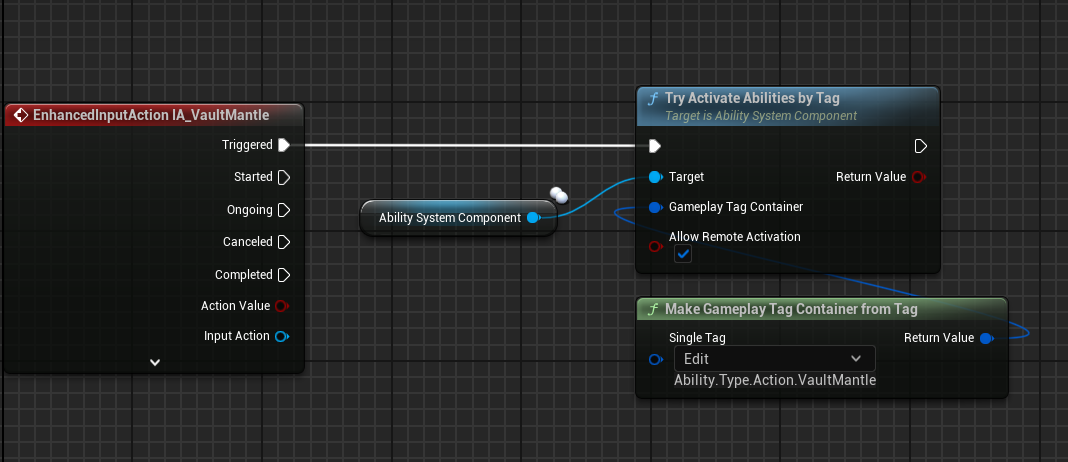 EnhancedInputAction IA_VaultMantle
Triggered
Started
Ongoing
Canceled
Completed
Action Value
Input Action
Ability System Component
Try Activate Abilities by Tag
Target is Ability System Component
Target
Return Value
Gameplay Tag Container
Allow Remote Activation
Make Gameplay Tag Container from Tag
Single Tag
Return Value
Edit
Ability.Type.Action.VaultMantle